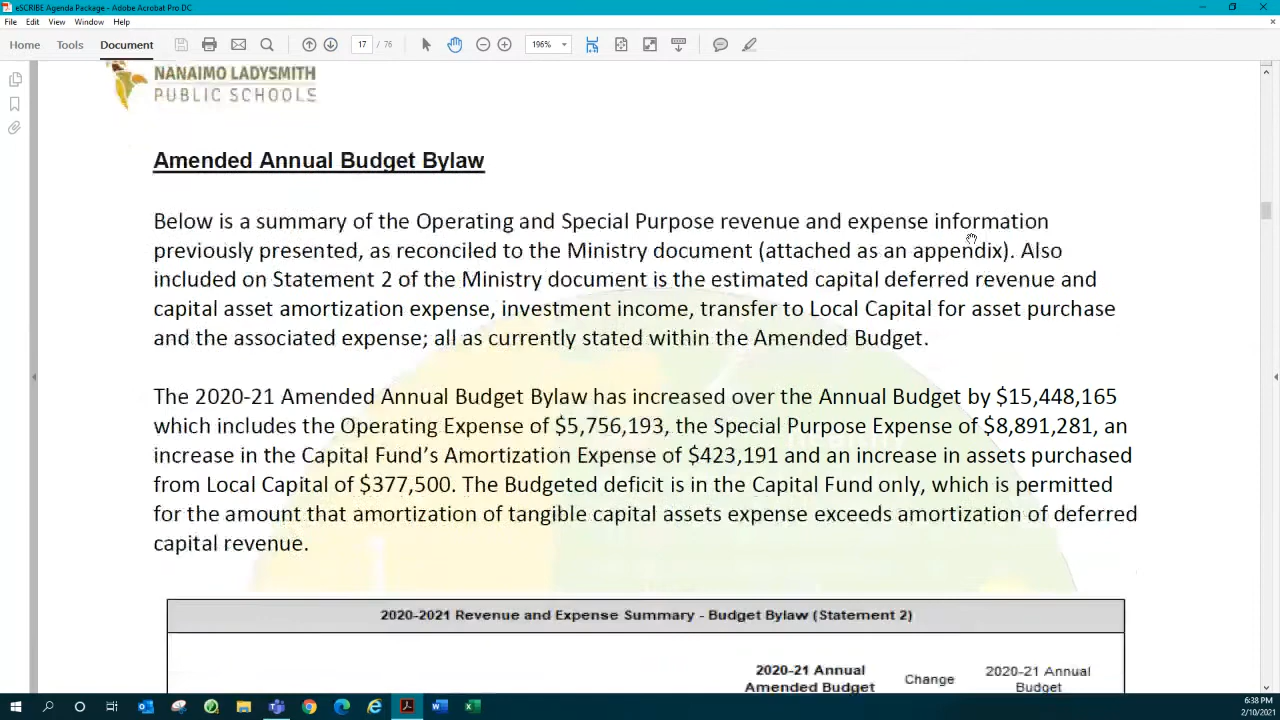 eSCRIBE Agenda Package - Adobe Acrobat Pro DC
File Edit View Window Help
Home Tools Document 17 / 76 196%
NANAIMO LADYSMITH
PUBLIC SCHOOLS
Amended Annual Budget Bylaw
Below is a summary of the Operating and Special Purpose revenue and expense information
previously presented, as reconciled to the Ministry document (attached as an appendix). Also
included on Statement 2 of the Ministry document is the estimated capital deferred revenue and
capital asset amortization expense, investment income, transfer to Local Capital for asset purchase
and the associated expense; all as currently stated within the Amended Budget.
The 2020-21 Amended Annual Budget Bylaw has increased over the Annual Budget by $15,448,165
which includes the Operating Expense of $5,756,193, the Special Purpose Expense of $8,891,281, an
increase in the Capital Fund’s Amortization Expense of $423,191 and an increase in assets purchased
from Local Capital of $377,500. The Budgeted deficit is in the Capital Fund only, which is permitted
for the amount that amortization of tangible capital assets expense exceeds amortization of deferred
capital revenue.
2020-2021 Revenue and Expense Summary - Budget Bylaw (Statement 2)
2020-21 Annual
Amended Budget
Change
2020-21 Annual
Budget
6:38 PM
2/10/2021